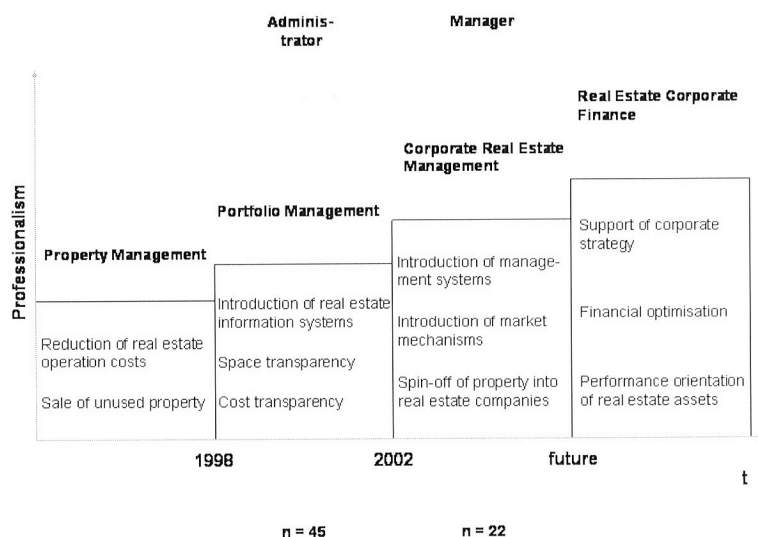 Adminis-
trator
Manager
Real Estate Corporate
Finance
Corporate Real Estate
Management
Portfolio Management
Property Management
Professionalism
Reduction of real estate
operation costs
Sale of unused property
Introduction of real estate
information systems
Space transparency
Cost transparency
Introduction of manage-
ment systems
Introduction of market
mechanisms
Spin-off of property into
real estate companies
Support of corporate
strategy
Financial optimisation
Performance orientation
of real estate assets
1998
2002
future
t
n = 45
n = 22